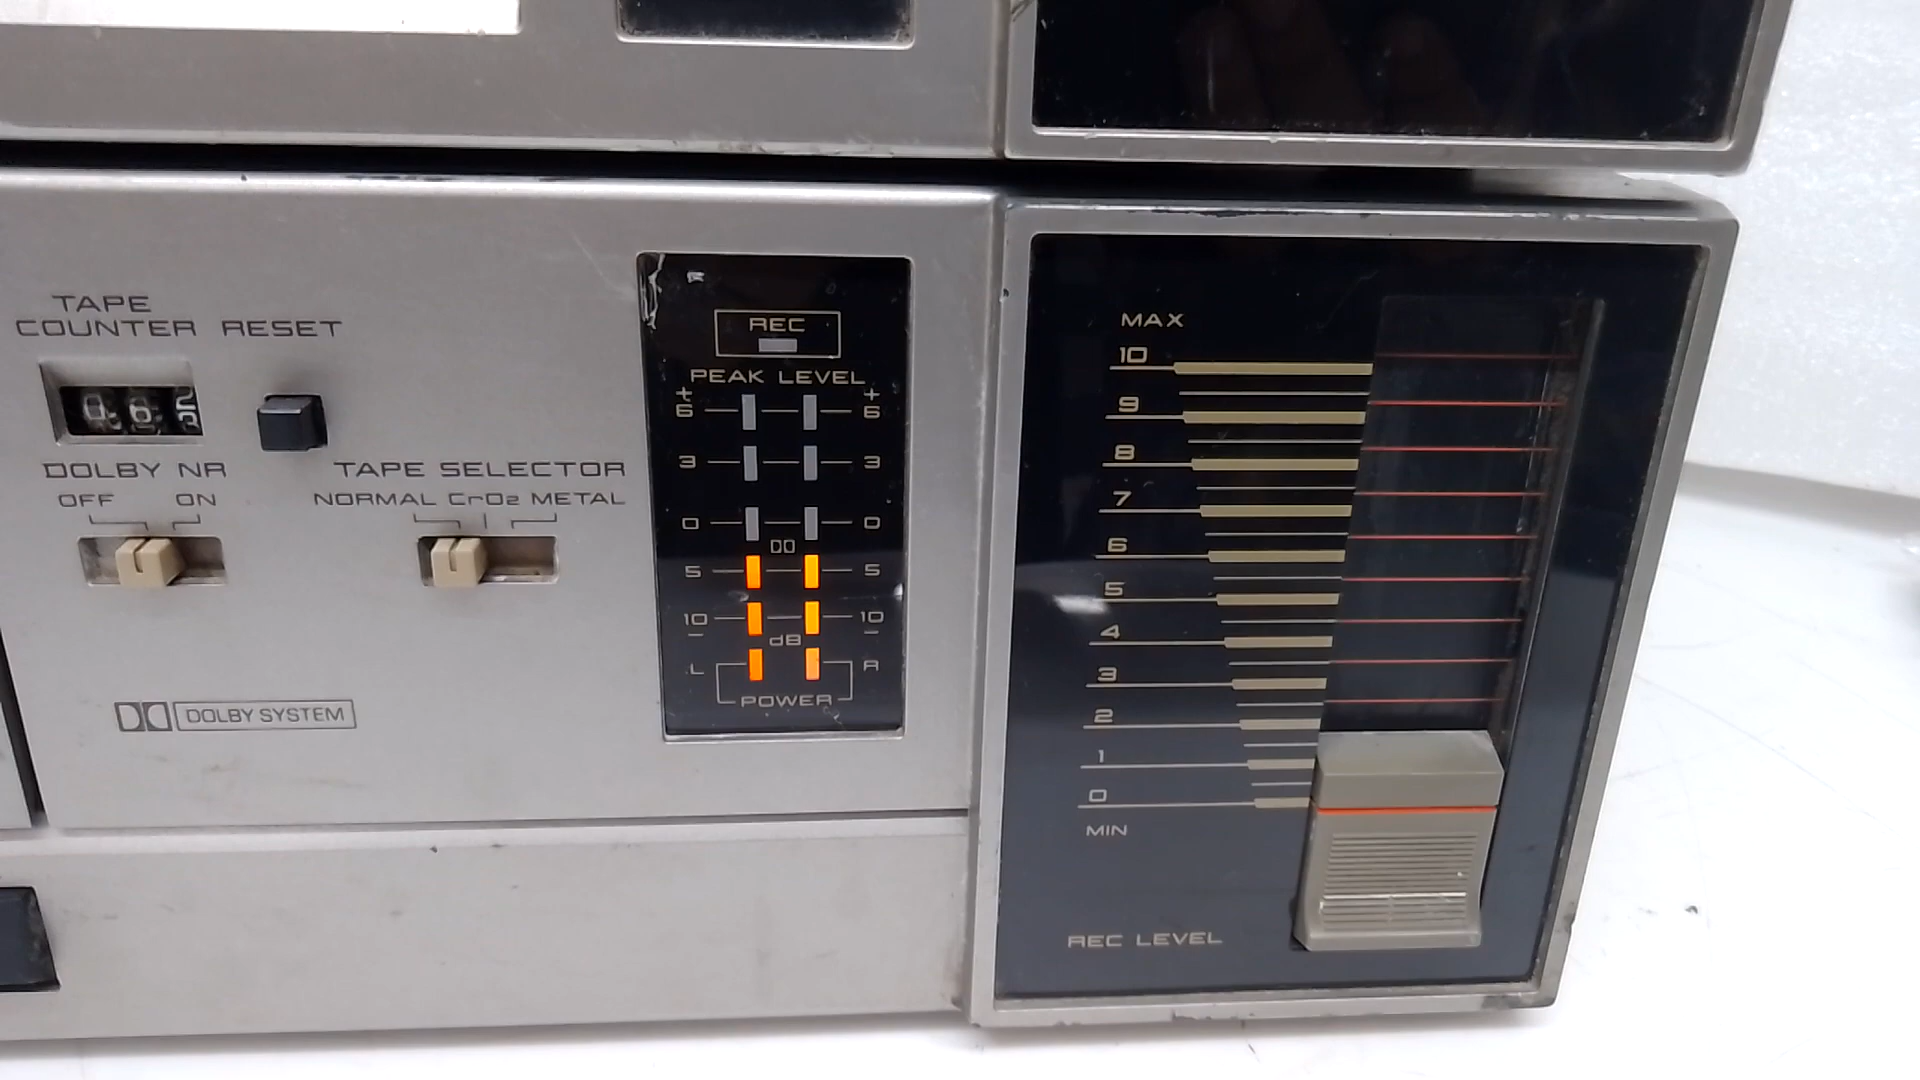 TAPE
COUNTER RESET
DOLBY NR
OFF ON
TAPE SELECTOR
NORMAL CrO2 METAL
DOLBY SYSTEM
REC
PEAK LEVEL
+ +
6 6
3 3
0 0
5 5
10 10
- dB -
L R
POWER
MAX
10
9
8
7
6
5
4
3
2
1
0
MIN
REC LEVEL